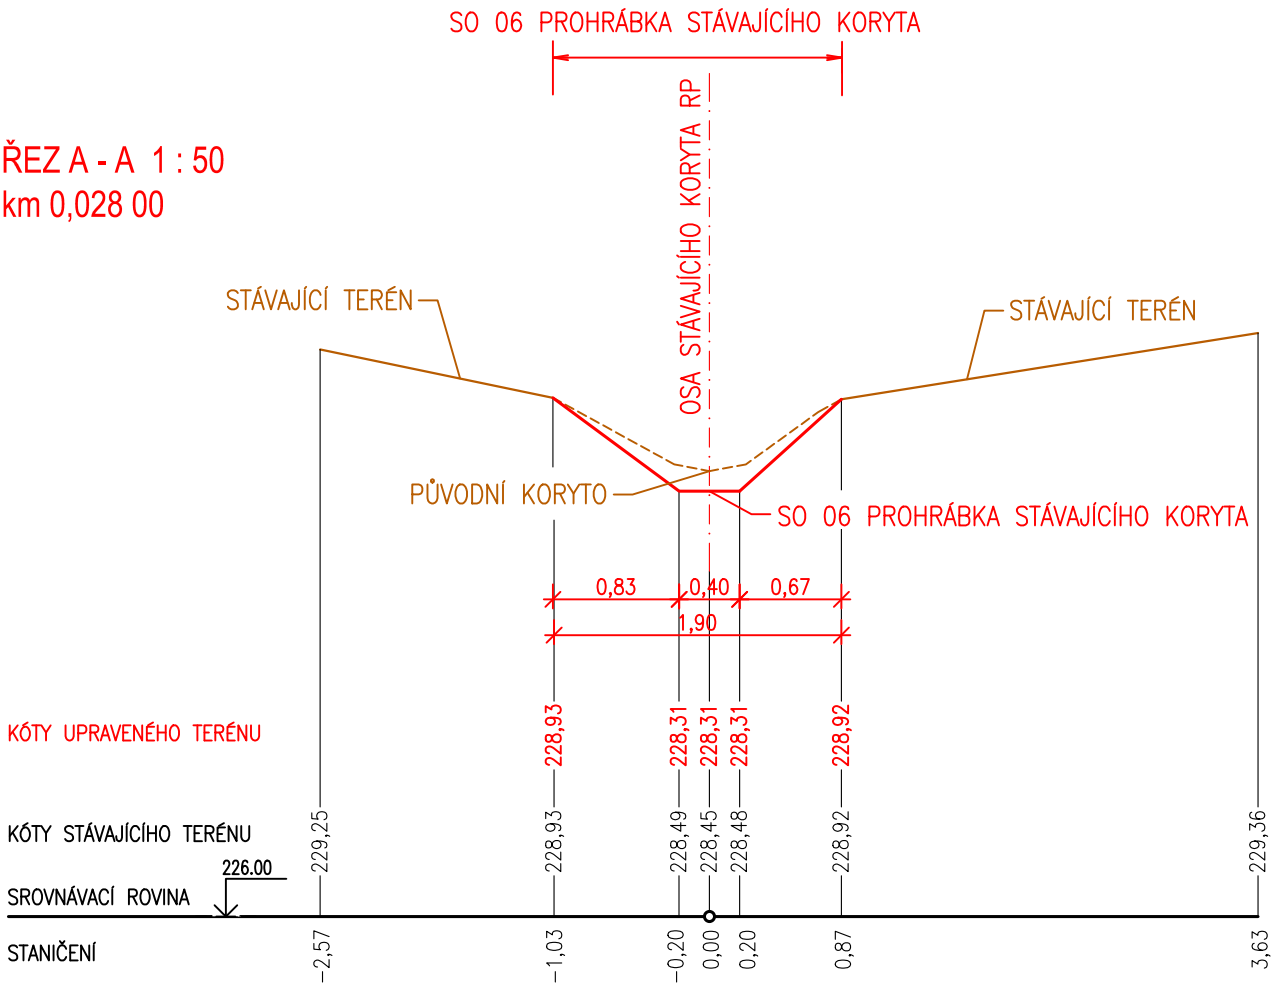 SO 06 PROHRÁBKA STÁVAJÍCÍHO KORYTA
OSA STÁVAJÍCÍHO KORYTA RP
ŘEZ A - A 1 : 50
km 0,028 00
STÁVAJÍCÍ TERÉN
STÁVAJÍCÍ TERÉN
PŮVODNÍ KORYTO
SO 06 PROHRÁBKA STÁVAJÍCÍHO KORYTA
0,83 0,40 0,67
1,90
KÓTY UPRAVENÉHO TERÉNU
228,93 228,31 228,31 228,31 228,92
KÓTY STÁVAJÍCÍHO TERÉNU
229,25 228,93 228,49 228,45 228,48 228,92 229,36
226.00
SROVNÁVACÍ ROVINA
STANIČENÍ
-2,57 -1,03 -0,20 0,00 0,20 0,87 3,63